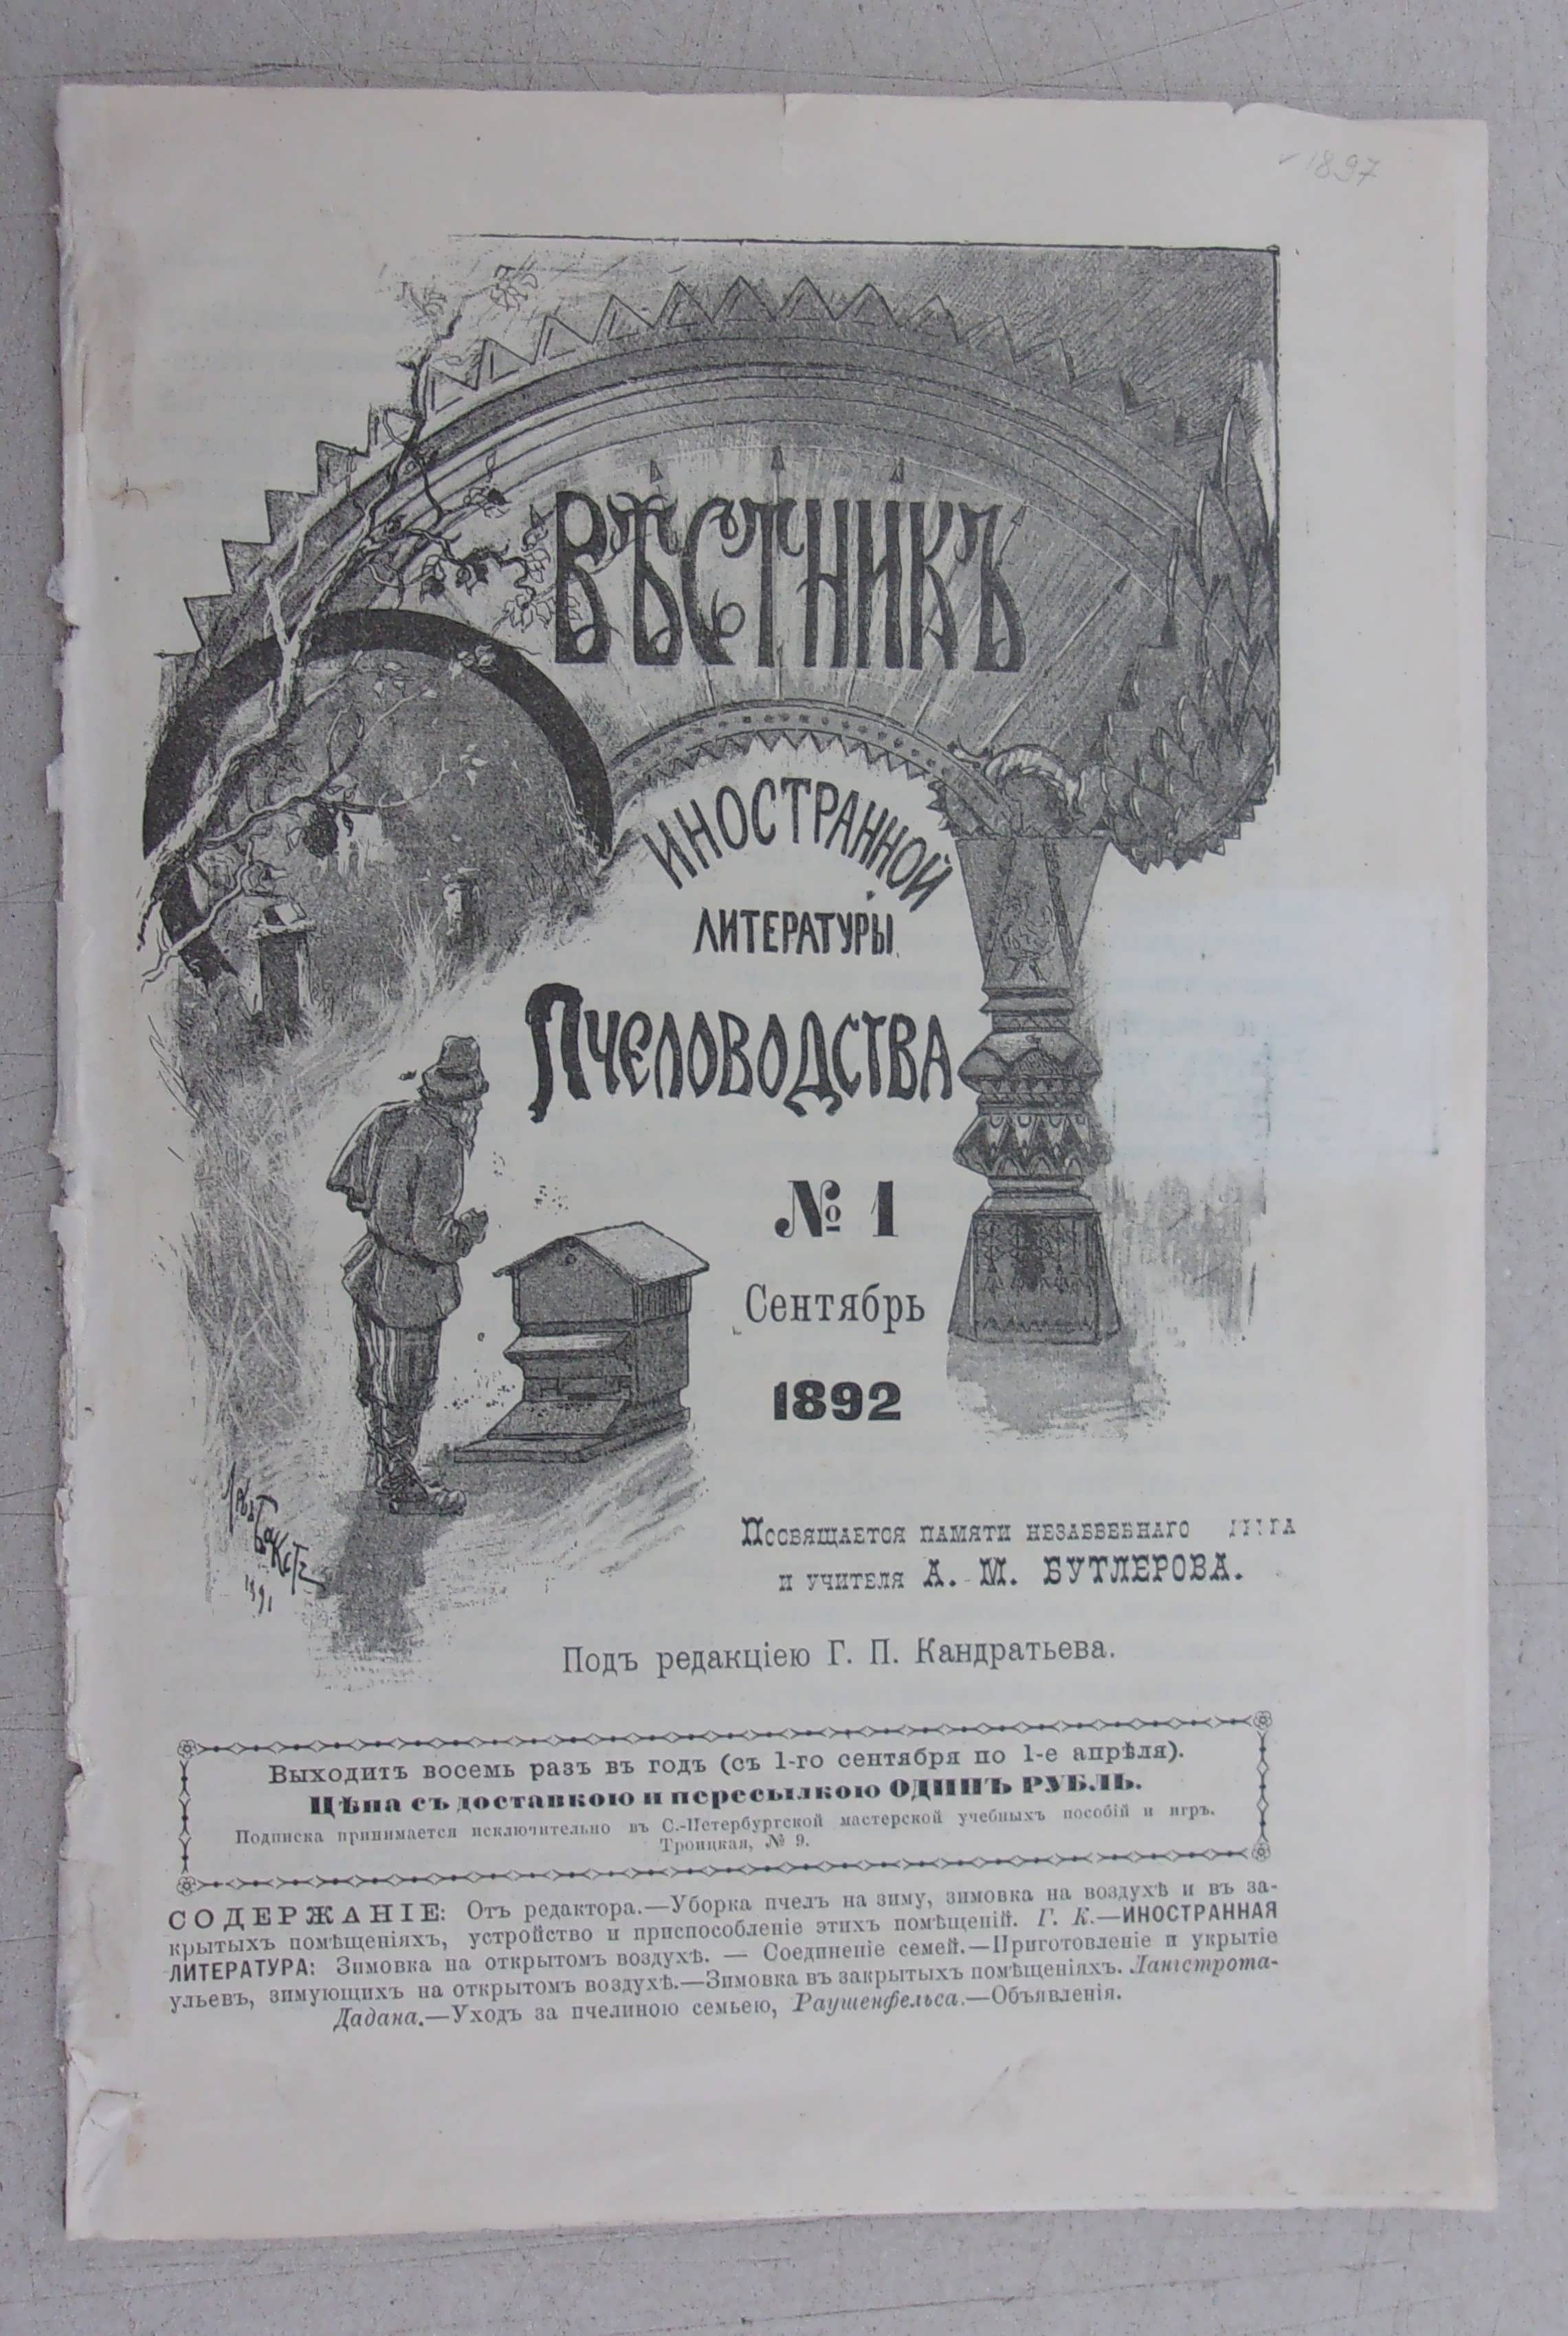 1897
ВѢСТНИКЪ
ИНОСТРАННОЙ
ЛИТЕРАТУРЫ
ПЧЕЛОВОДСТВА
№ 1
Сентябрь
1892
Посвящается памяти незабвеннаго
и учителя А. М. БУТЛЕРОВА.
Бакстъ
1891
Подъ редакціею Г. П. Кандратьева.
Выходитъ восемь разъ въ годъ (съ 1-го сентября по 1-е апрѣля).
Цѣна съ доставкою и пересылкою ОДИНЪ РУБЛЬ.
Подписка принимается исключительно въ С.-Петербургской мастерской учебныхъ пособій и игръ.
Троицкая, № 9.
СОДЕРЖАНІЕ: Отъ редактора.—Уборка пчелъ на зиму, зимовка на воздухѣ и въ за-
крытыхъ помѣщеніяхъ, устройство и приспособленіе этихъ помѣщеній. Г. К.—ИНОСТРАННАЯ
ЛИТЕРАТУРА: Зимовка на открытомъ воздухѣ. — Соединеніе семей.—Приготовленіе и укрытіе
ульевъ, зимующихъ на открытомъ воздухѣ.—Зимовка въ закрытыхъ помѣщеніяхъ. Лангстрота-
Дадана.—Уходъ за пчелиною семьею, Раушенфельса.—Объявленія.